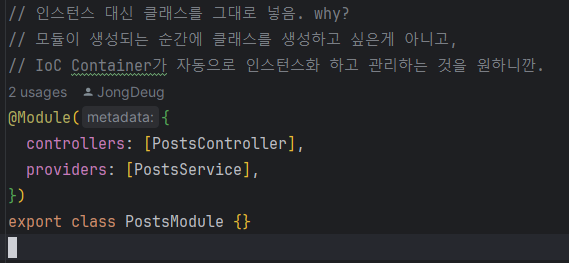 // 인스턴스 대신 클래스를 그대로 넣음. why?
// 모듈이 생성되는 순간에 클래스를 생성하고 싶은게 아니고,
// IoC Container가 자동으로 인스턴스화 하고 관리하는 것을 원하니깐.
2 usages JongDeug
@Module( metadata: {
  controllers: [PostsController],
  providers: [PostsService],
})
export class PostsModule {}